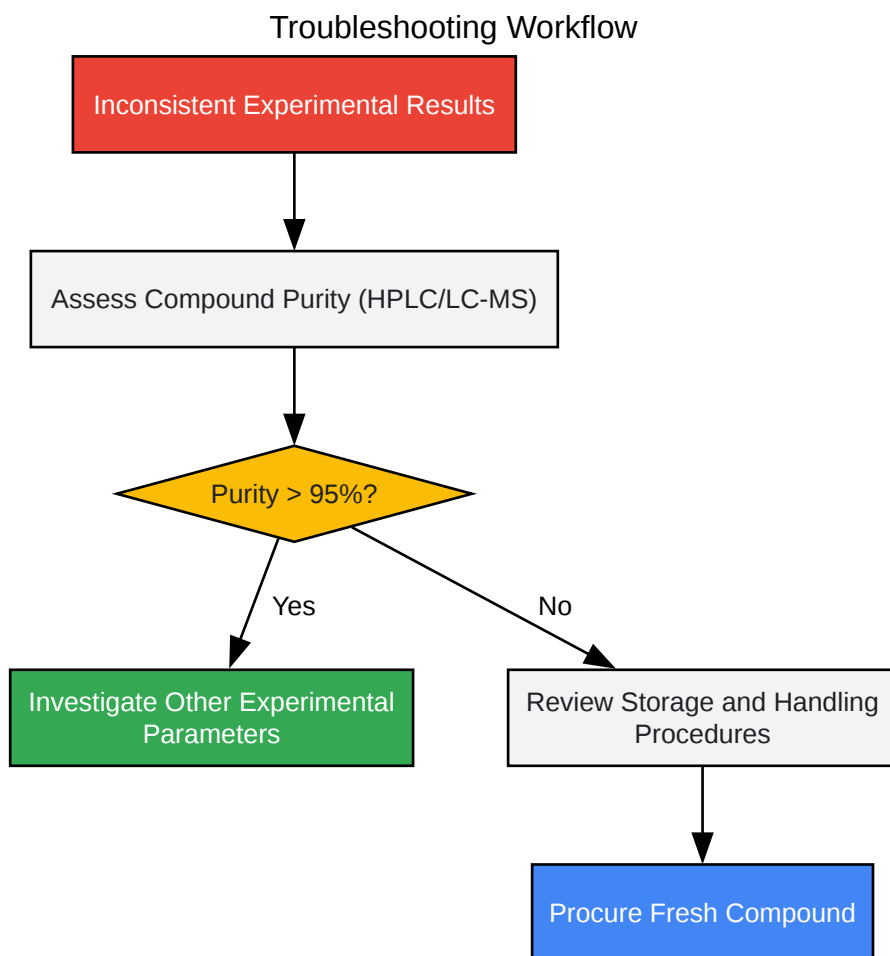 Troubleshooting Workflow
Inconsistent Experimental Results
Assess Compound Purity (HPLC/LC-MS)
Purity > 95%?
Yes
No
Investigate Other Experimental
Parameters
Review Storage and Handling
Procedures
Procure Fresh Compound